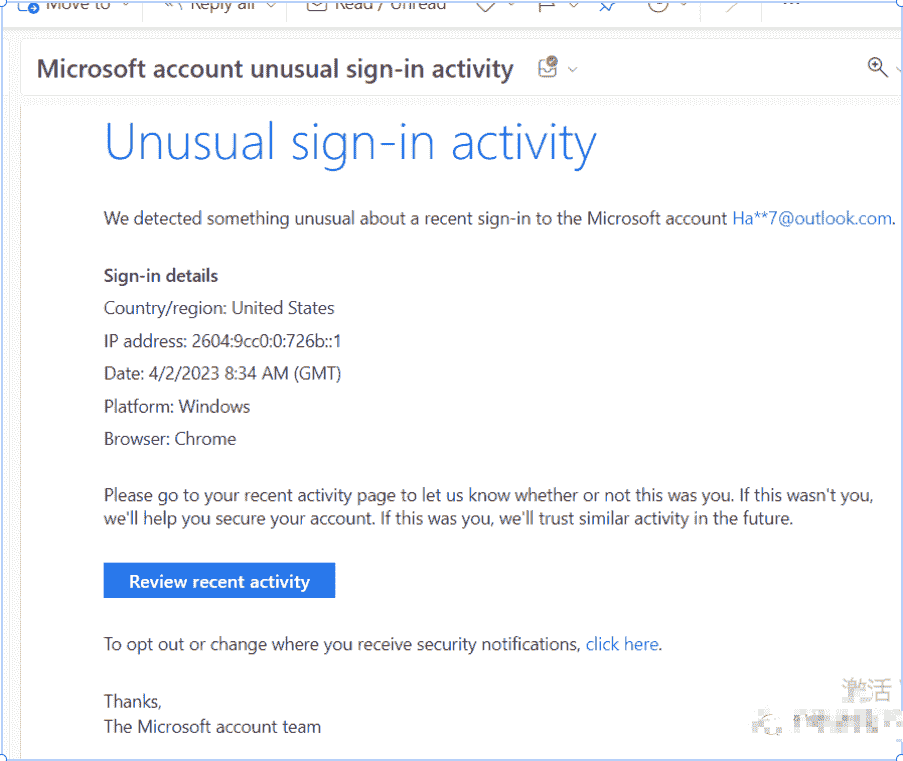 Move to Reply all Read / Unread
Microsoft account unusual sign-in activity
Unusual sign-in activity
We detected something unusual about a recent sign-in to the Microsoft account Ha**7@outlook.com.
Sign-in details
Country/region: United States
IP address: 2604:9cc0:0:726b::1
Date: 4/2/2023 8:34 AM (GMT)
Platform: Windows
Browser: Chrome
Please go to your recent activity page to let us know whether or not this was you. If this wasn't you,
we'll help you secure your account. If this was you, we'll trust similar activity in the future.
Review recent activity
To opt out or change where you receive security notifications, click here.
激活
Thanks,
The Microsoft account team